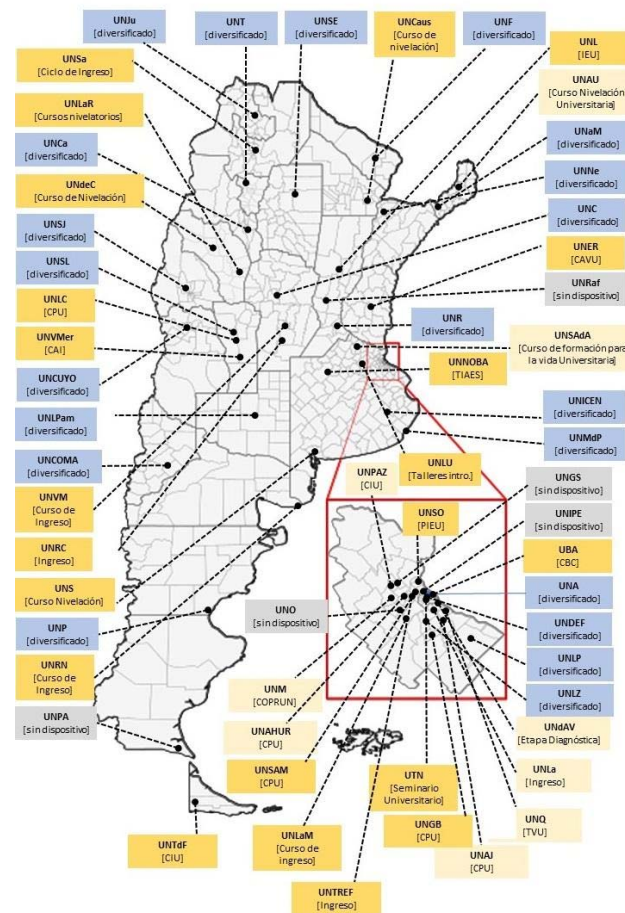 UNJu
[diversificado]
UNT
[diversificado]
UNSE
[diversificado]
UNCaus
[Curso de
nivelación]
UNF
[diversificado]
UNL
[IEU]
UNSa
[Ciclo de Ingreso]
UNAU
[Curso Nivelación
Universitaria]
UNLaR
[Cursos nivelatorios]
UNaM
[diversificado]
UNCa
[diversificado]
UNNe
[diversificado]
UNdeC
[Curso de Nivelación]
UNC
[diversificado]
UNSJ
[diversificado]
UNER
[CAVU]
UNSL
[diversificado]
UNRaf
[sin dispositivo]
UNLC
[CPU]
UNR
[diversificado]
UNVMer
[CAI]
UNSAdA
[Curso de formación para
la vida Universitaria]
UNNOBA
[TIAES]
UNCUYO
[diversificado]
UNICEN
[diversificado]
UNLPam
[diversificado]
UNMdP
[diversificado]
UNCOMA
[diversificado]
UNPAZ
[CIU]
UNLU
[Talleres intro.]
UNGS
[sin dispositivo]
UNVM
[Curso de
Ingreso]
UNSO
[PIEU]
UNIPE
[sin dispositivo]
UNRC
[Ingreso]
UBA
[CBC]
UNS
[Curso Nivelación]
UNA
[diversificado]
UNO
[sin dispositivo]
UNP
[diversificado]
UNDEF
[diversificado]
UNRN
[Curso de
Ingreso]
UNLP
[diversificado]
UNM
[COPRUN]
UNLZ
[diversificado]
UNPA
[sin dispositivo]
UNAHUR
[CPU]
UNdAV
[Etapa Diagnóstica]
UNSAM
[CPU]
UTN
[Seminario
Universitario]
UNLa
[Ingreso]
UNTdF
[CIU]
UNLaM
[Curso de
ingreso]
UNGB
[CPU]
UNQ
[TVU]
UNAJ
[CPU]
UNTREF
[Ingreso]